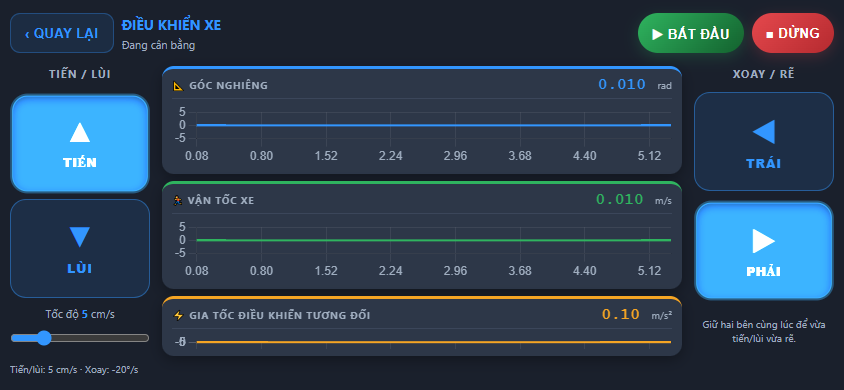 ‹ QUAY LẠI
ĐIỀU KHIỂN XE
Đang cân bằng
▶ BẮT ĐẦU
■ DỪNG
TIẾN / LÙI
▲
TIẾN
▼
LÙI
Tốc độ 5 cm/s
Tiến/lùi: 5 cm/s · Xoay: -20°/s
📐 GÓC NGHIÊNG
0.010 rad
5
0
-5
0.08 0.80 1.52 2.24 2.96 3.68 4.40 5.12
VẬN TỐC XE
0.010 m/s
5
0
-5
0.08 0.80 1.52 2.24 2.96 3.68 4.40 5.12
⚡ GIA TỐC ĐIỀU KHIỂN TƯƠNG ĐỐI
0.10 m/s²
XOAY / RẼ
◀
TRÁI
▶
PHẢI
Giữ hai bên cùng lúc để vừa
tiến/lùi vừa rẽ.